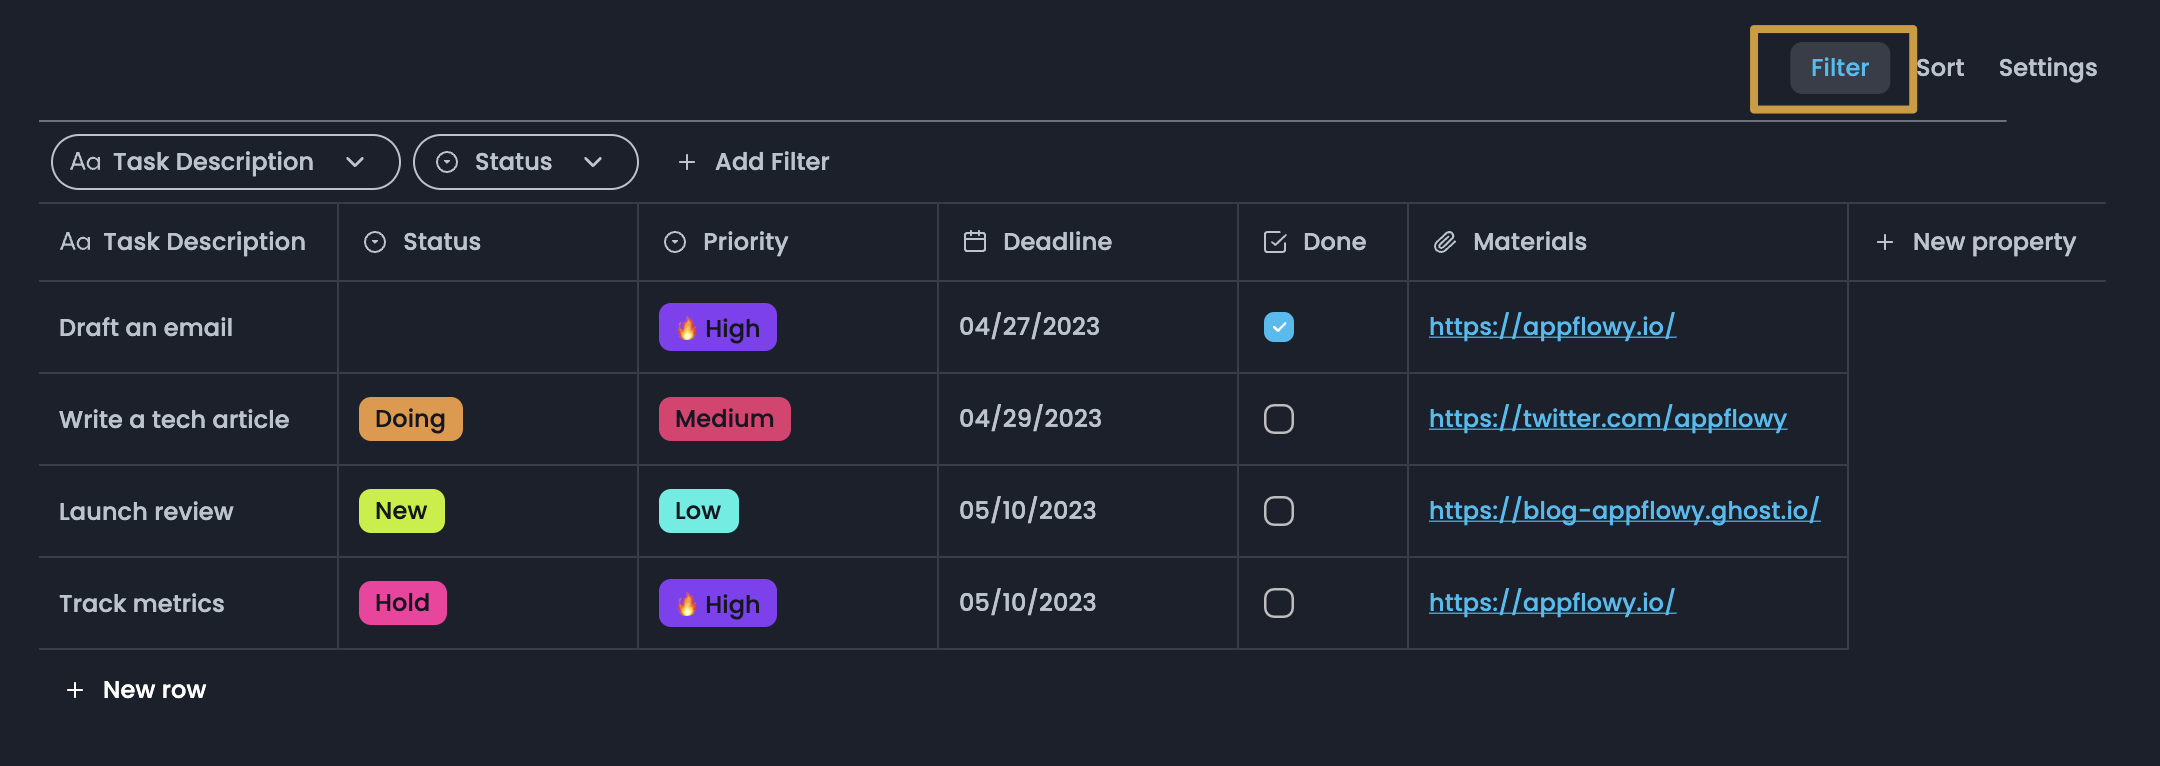 Filter Sort Settings
Aa Task Description Status + Add Filter
Aa Task Description Status Priority Deadline Done Materials + New property
Draft an email 🔥 High 04/27/2023 https://appflowy.io/
Write a tech article Doing Medium 04/29/2023 https://twitter.com/appflowy
Launch review New Low 05/10/2023 https://blog-appflowy.ghost.io/
Track metrics Hold 🔥 High 05/10/2023 https://appflowy.io/
+ New row